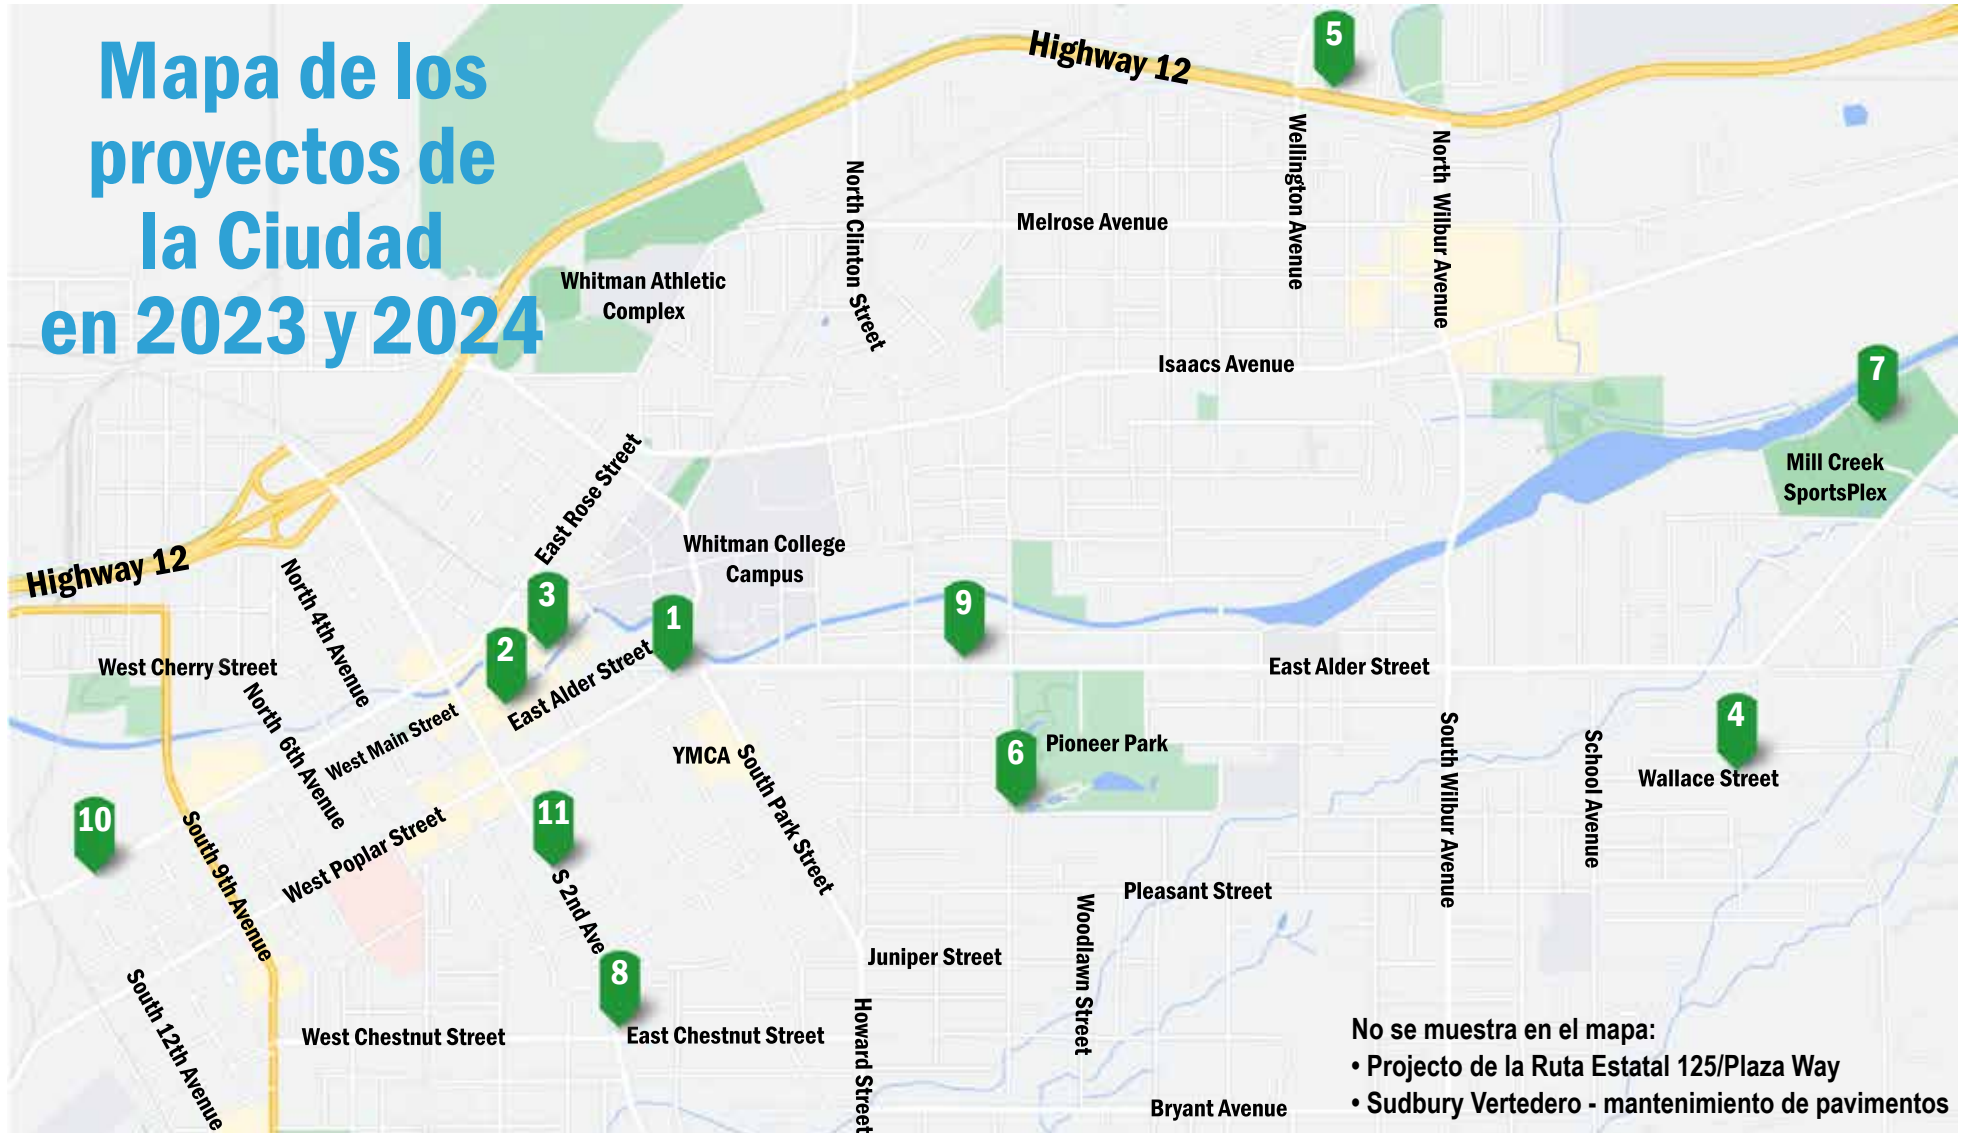 Mapa de los
proyectos de
la Ciudad
en 2023 y 2024
Highway 12
5
Wellington Avenue
North Wilbur Avenue
North Clinton Street
Melrose Avenue
Whitman Athletic
Complex
Isaacs Avenue
7
Mill Creek
SportsPlex
East Rose Street
Whitman College
Campus
Highway 12
North 4th Avenue
3
1
9
2
West Cherry Street
East Alder Street
East Alder Street
North 6th Avenue
West Main Street
YMCA
South Park Street
6
Pioneer Park
4
Wallace Street
School Avenue
South Wilbur Avenue
10
11
South 9th Avenue
West Poplar Street
S 2nd Ave
Pleasant Street
Woodlawn Street
Juniper Street
8
South 12th Avenue
West Chestnut Street
East Chestnut Street
Howard Street
Bryant Avenue
No se muestra en el mapa:
• Projecto de la Ruta Estatal 125/Plaza Way
• Sudbury Vertedero - mantenimiento de pavimentos